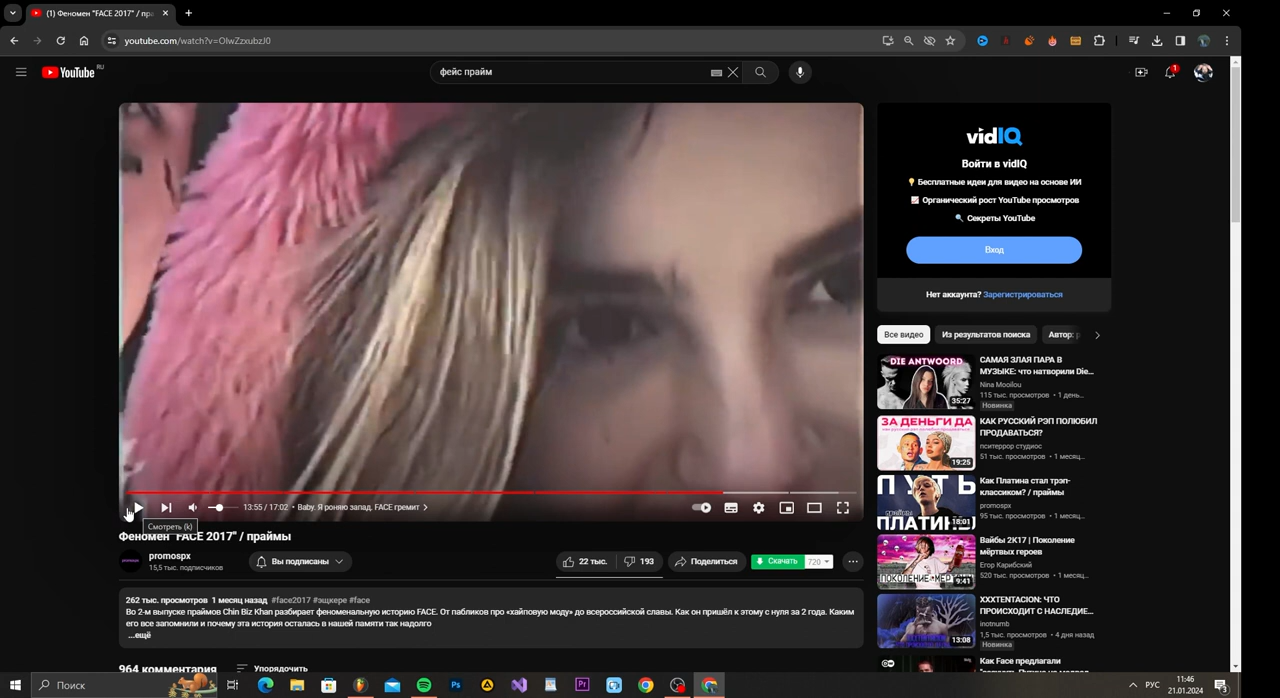 (1) Феномен "FACE 2017" / пра
youtube.com/watch?v=OIwZzxubzJ0
YouTube RU
фейс прайм
1
vidIQ
Войти в vidIQ
Бесплатные идеи для видео на основе ИИ
Органический рост YouTube просмотров
Секреты YouTube
Вход
Нет аккаунта? Зарегистрироваться
13:55 / 17:02 • Baby. Я роняю запад. FACE гремит
Смотреть (k)
Феномен "FACE 2017" / праймы
promospx
15,5 тыс. подписчиков
Вы подписаны
22 тыс.
193
Поделиться
Скачать
720
262 тыс. просмотров 1 месяц назад #face2017 #эщкере #face
Во 2-м выпуске праймов Chin Biz Khan разбирает феноменальную историю FACE. От пабликов про «хайповую моду» до всероссийской славы. Как он пришёл к этому с нуля за 2 года. Каким
его все запомнили и почему эта история осталась в нашей памяти так надолго
...ещё
964 комментария
Упорядочить
Все видео
Из результатов поиска
Автор:
DIE ANTWOORD
35:27
САМАЯ ЗЛАЯ ПАРА В
МУЗЫКЕ: что натворили Die...
Nina Mooilou
115 тыс. просмотров • 1 день...
Новинка
ЗА ДЕНЬГИ ДА
19:25
КАК РУССКИЙ РЭП ПОЛЮБИЛ
ПРОДАВАТЬСЯ?
пситеррор студиос
51 тыс. просмотров • 1 месяц...
ПУТЬ
ПЛАТИНЫ
18:01
Как Платина стал трэп-
классиком? / праймы
promospx
95 тыс. просмотров • 1 месяц...
ПОКОЛЕНИЕ МЕРТ
9:41
Вайбы 2К17 | Поколение
мёртвых героев
Егор Карибский
520 тыс. просмотров • 1 месяц...
13:08
XXXTENTACION: ЧТО
ПРОИСХОДИТ С НАСЛЕДИЕ...
inotnumb
1,5 тыс. просмотров • 4 дня назад
Новинка
Как Face предлагали
Поиск
Ps
Pr
РУС
11:46
21.01.2024
3